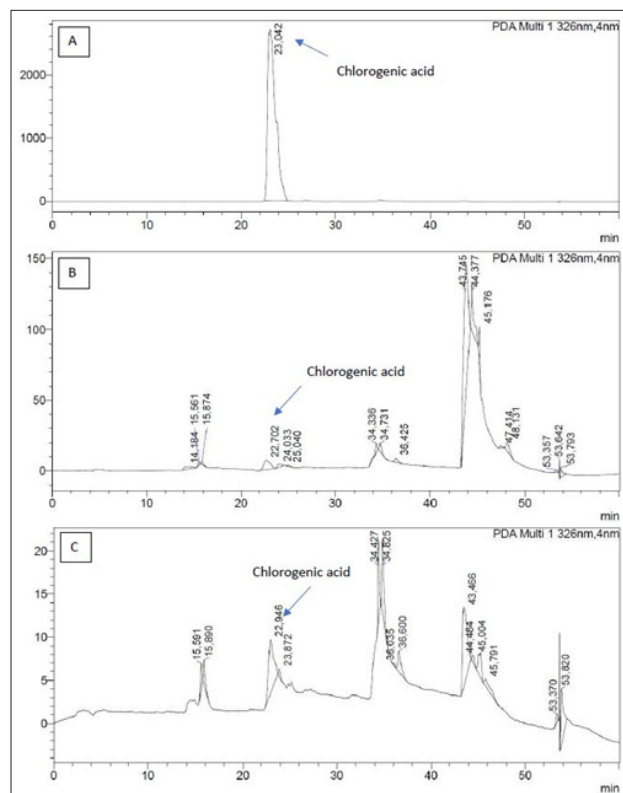 PDA Multi 1 326nm,4nm
A
23,042
Chlorogenic acid
2000
1000
0
0 10 20 30 40 50
min
PDA Multi 1 326nm,4nm
B
150
100
50
0
14,184
15,561
15,874
Chlorogenic acid
22,702
24,033
25,040
34,336
34,731
36,425
43,745
44,377
45,176
47,414
48,131
53,357
53,642
53,793
0 10 20 30 40 50
min
PDA Multi 1 326nm,4nm
C
20
15
10
5
0
15,591
15,890
Chlorogenic acid
22,946
23,872
34,427
34,825
36,035
36,600
43,466
44,484
45,004
45,791
53,370
53,820
0 10 20 30 40 50
min